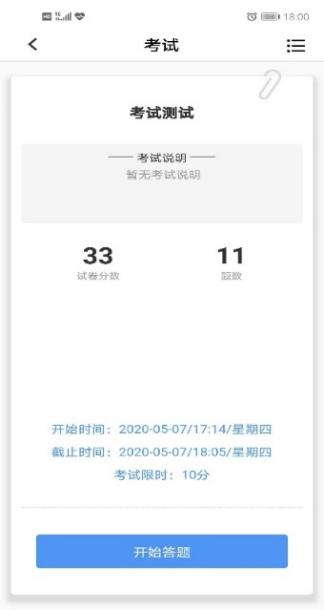 18:00
考试
考试测试
考试说明
暂无考试说明
33
11
试卷分数
题数
开始时间：2020-05-07/17:14/星期四
截止时间：2020-05-07/18:05/星期四
考试限时：10分
开始答题